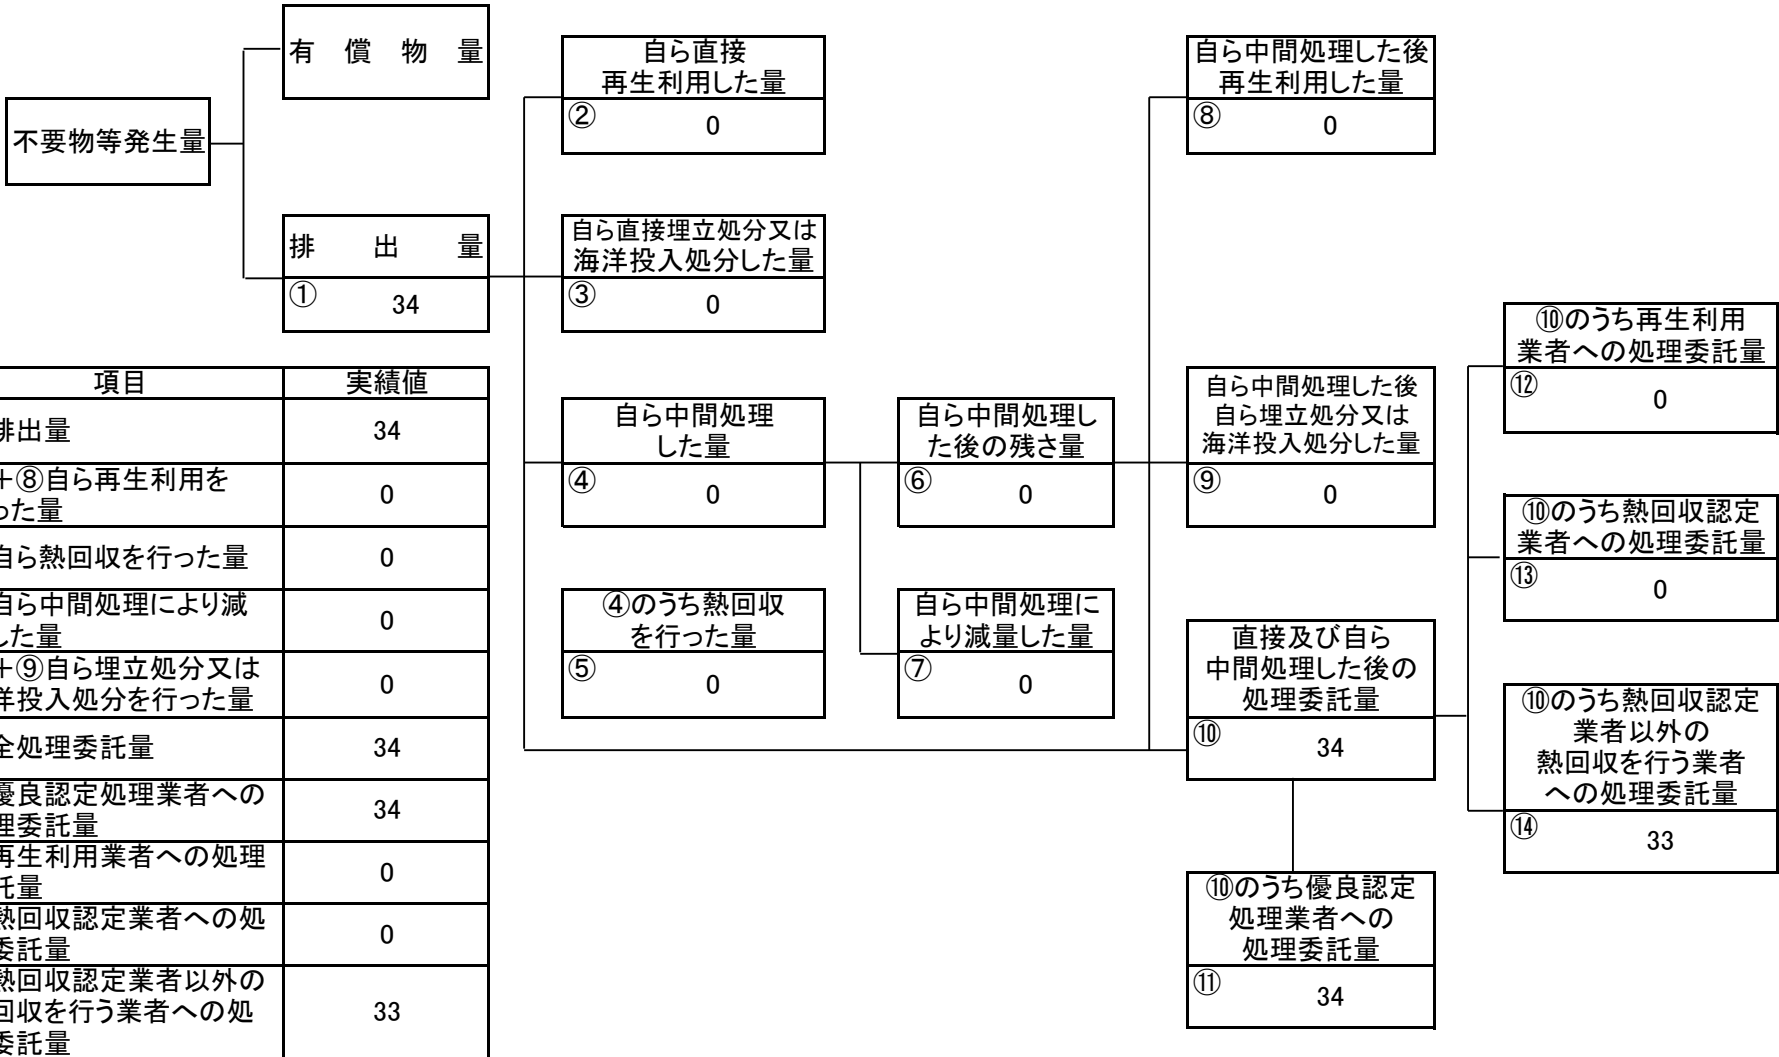 有償物量
不要物等発生量
排出量
① 34
自ら直接
再生利用した量
② 0
自ら直接埋立処分又は
海洋投入処分した量
③ 0
自ら中間処理
した量
④ 0
④のうち熱回収
を行った量
⑤ 0
自ら中間処理し
た後の残さ量
⑥ 0
自ら中間処理に
より減量した量
⑦ 0
自ら中間処理した後
再生利用した量
⑧ 0
自ら中間処理した後
自ら埋立処分又は
海洋投入処分した量
⑨ 0
直接及び自ら
中間処理した後の
処理委託量
⑩ 34
⑩のうち優良認定
処理業者への
処理委託量
⑪ 34
⑩のうち再生利用
業者への処理委託量
⑫ 0
⑩のうち熱回収認定
業者への処理委託量
⑬ 0
⑩のうち熱回収認定
業者以外の
熱回収を行う業者
への処理委託量
⑭ 33
項目 実績値
排出量 34
+⑧自ら再生利用を
った量 0
自ら熱回収を行った量 0
自ら中間処理により減
した量 0
+⑨自ら埋立処分又は
洋投入処分を行った量 0
全処理委託量 34
優良認定処理業者への
理委託量 34
再生利用業者への処理
託量 0
熱回収認定業者への処
委託量 0
熱回収認定業者以外の
回収を行う業者への処
委託量 33